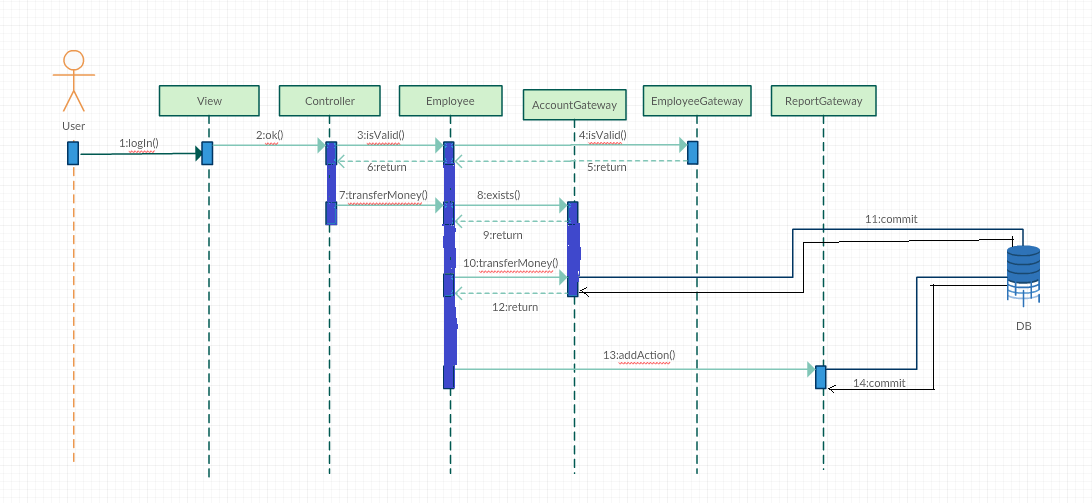 View
Controller
Employee
AccountGateway
EmployeeGateway
ReportGateway
User
1:logIn()
2:ok()
3:isValid()
4:isValid()
6:return
5:return
7:transferMoney()
8:exists()
9:return
11:commit
10:transferMoney()
12:return
DB
13:addAction()
14:commit